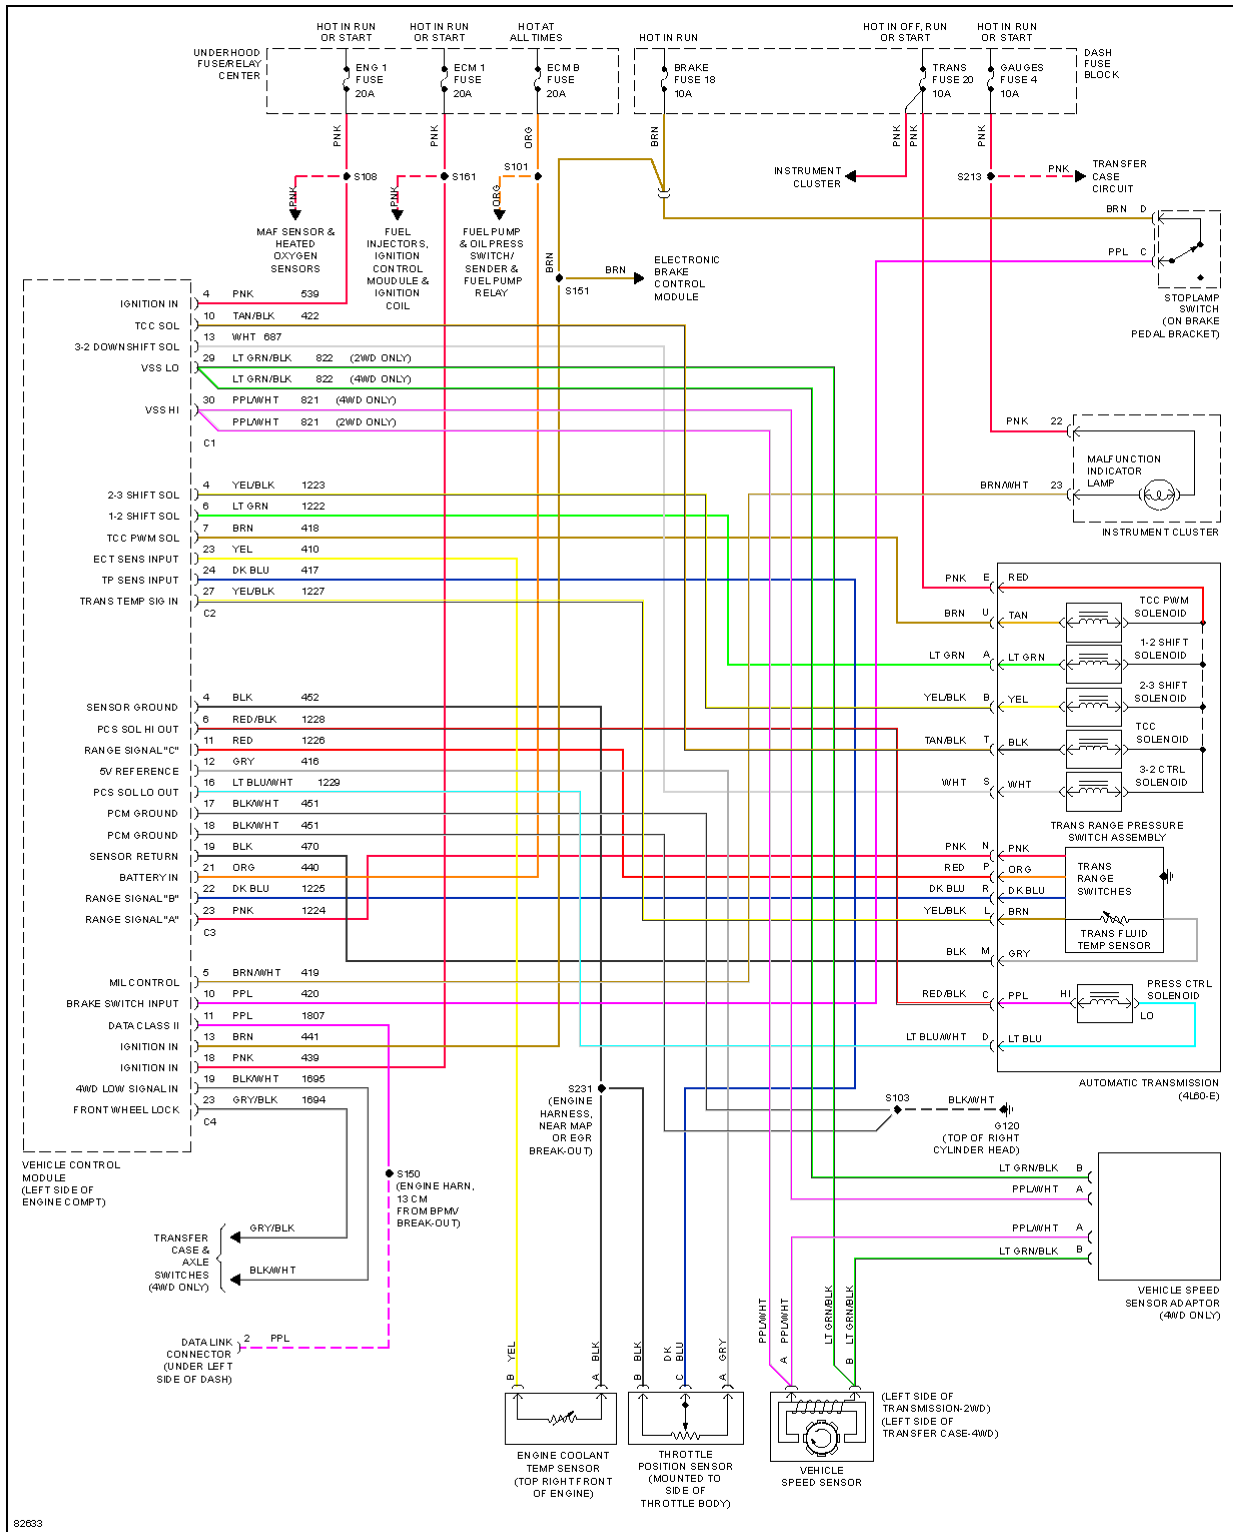 HOT IN RUN
OR START
HOT IN RUN
OR START
HOT AT
ALL TIMES
HOT IN RUN
HOT IN OFF, RUN
OR START
HOT IN RUN
OR START
UNDERHOOD
FUSE/RELAY
CENTER
ENG 1
FUSE
20A
ECM 1
FUSE
20A
ECM B
FUSE
20A
BRAKE
FUSE 18
10A
TRANS
FUSE 20
10A
GAUGES
FUSE 4
10A
DASH
FUSE
BLOCK
PNK
PNK
ORG
BRN
PNK
PNK
PNK
S108
S161
S101
PNK
PNK
ORG
MAF SENSOR &
HEATED
OXYGEN
SENSORS
FUEL
INJECTORS,
IGNITION
CONTROL
MOUDULE &
IGNITION
COIL
FUEL PUMP
& OIL PRESS
SWITCH/
SENDER &
FUEL PUMP
RELAY
INSTRUMENT
CLUSTER
S213
PNK
TRANSFER
CASE
CIRCUIT
BRN D
PPL C
STOPLAMP
SWITCH
(ON BRAKE
PEDAL BRACKET)
BRN
S151
BRN
ELECTRONIC
BRAKE
CONTROL
MODULE
IGNITION IN 4 PNK 539
TCC SOL 10 TAN/BLK 422
3-2 DOWNSHIFT SOL 13 WHT 687
VSS LO 29 LT GRN/BLK 822 (2WD ONLY)
LT GRN/BLK 822 (4WD ONLY)
VSS HI 30 PPL/WHT 821 (4WD ONLY)
PPL/WHT 821 (2WD ONLY)
C1
2-3 SHIFT SOL 4 YEL/BLK 1223
1-2 SHIFT SOL 6 LT GRN 1222
TCC PWM SOL 7 BRN 418
ECT SENS INPUT 23 YEL 410
TP SENS INPUT 24 DK BLU 417
TRANS TEMP SIG IN 27 YEL/BLK 1227
C2
SENSOR GROUND 4 BLK 452
PCS SOL HI OUT 6 RED/BLK 1228
RANGE SIGNAL "C" 11 RED 1226
5V REFERENCE 12 GRY 416
PCS SOL LO OUT 16 LT BLU/WHT 1229
PCM GROUND 17 BLK/WHT 451
PCM GROUND 18 BLK/WHT 451
SENSOR RETURN 19 BLK 470
BATTERY IN 21 ORG 440
RANGE SIGNAL "B" 22 DK BLU 1225
RANGE SIGNAL "A" 23 PNK 1224
C3
MIL CONTROL 5 BRN/WHT 419
BRAKE SWITCH INPUT 10 PPL 420
DATA CLASS II 11 PPL 1807
IGNITION IN 13 BRN 441
IGNITION IN 18 PNK 439
4WD LOW SIGNAL IN 19 BLK/WHT 1695
FRONT WHEEL LOCK 23 GRY/BLK 1694
C4
VEHICLE CONTROL
MODULE
(LEFT SIDE OF
ENGINE COMPT)
PNK 22
BRN/WHT 23
MALFUNCTION
INDICATOR
LAMP
INSTRUMENT CLUSTER
PNK E RED
BRN U TAN
LT GRN A LT GRN
YEL/BLK B YEL
TAN/BLK T BLK
WHT S WHT
TCC PWM
SOLENOID
1-2 SHIFT
SOLENOID
2-3 SHIFT
SOLENOID
TCC
SOLENOID
3-2 CTRL
SOLENOID
TRANS RANGE PRESSURE
SWITCH ASSEMBLY
PNK N PNK
RED P ORG
DK BLU R DK BLU
YEL/BLK L BRN
BLK M GRY
TRANS
RANGE
SWITCHES
TRANS FLUID
TEMP SENSOR
RED/BLK C PPL HI
LT BLU/WHT D LT BLU
PRESS CTRL
SOLENOID
LO
AUTOMATIC TRANSMISSION
(4L60-E)
S231
(ENGINE
HARNESS,
NEAR MAP
OR EGR
BREAK-OUT)
S103
BLK/WHT
G120
(TOP OF RIGHT
CYLINDER HEAD)
S150
(ENGINE HARN,
13 CM
FROM BPMV
BREAK-OUT)
LT GRN/BLK B
PPL/WHT A
PPL/WHT A
LT GRN/BLK B
VEHICLE SPEED
SENSOR ADAPTOR
(4WD ONLY)
TRANSFER
CASE &
AXLE
SWITCHES
(4WD ONLY)
GRY/BLK
BLK/WHT
DATA LINK
CONNECTOR
(UNDER LEFT
SIDE OF DASH)
2 PPL
B YEL
A BLK
B BLK
C DK BLU
A GRY
PPL/WHT
A PPL/WHT
LT GRN/BLK
B LT GRN/BLK
ENGINE COOLANT
TEMP SENSOR
(TOP RIGHT FRONT
OF ENGINE)
THROTTLE
POSITION SENSOR
(MOUNTED TO
SIDE OF
THROTTLE BODY)
VEHICLE
SPEED SENSOR
(LEFT SIDE OF
TRANSMISSION-2WD)
(LEFT SIDE OF
TRANSFER CASE-4WD)
82633